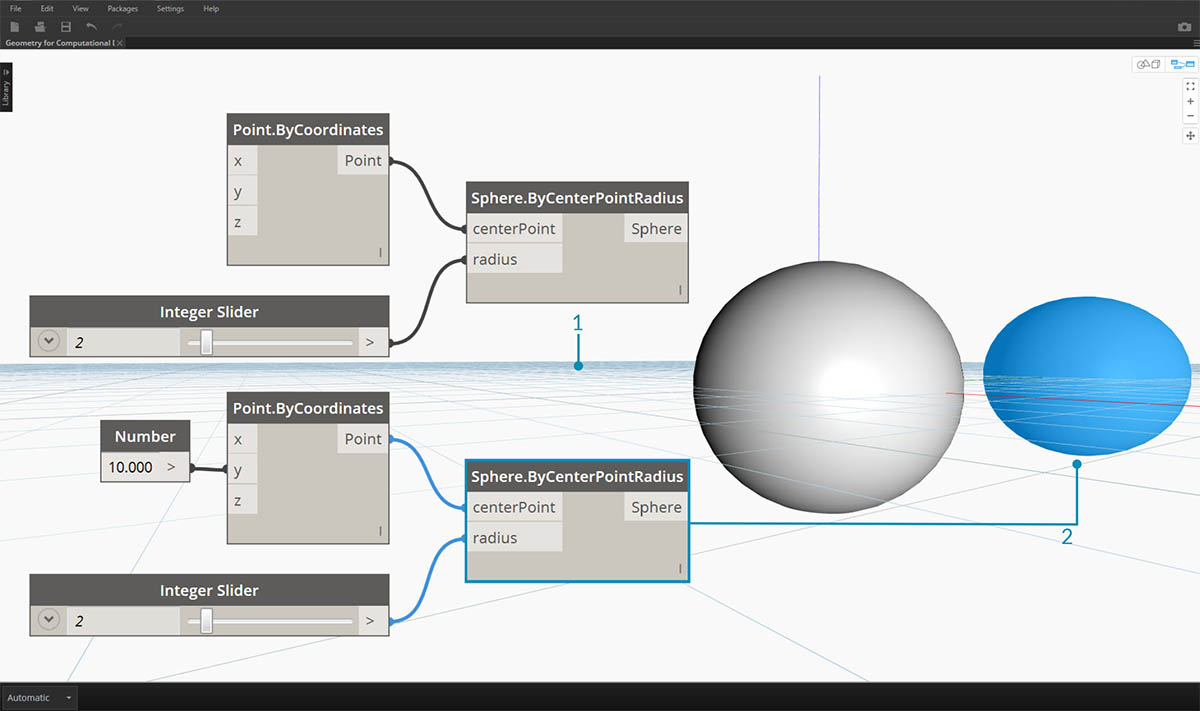 File Edit View Packages Settings Help
Geometry for Computational D
Library
Point.ByCoordinates
x Point
y
z
l
Sphere.ByCenterPointRadius
centerPoint Sphere
radius
l
Integer Slider
2 >
1
Point.ByCoordinates
x Point
y
z
l
Number
10.000 >
Sphere.ByCenterPointRadius
centerPoint Sphere
radius
l
2
Integer Slider
2 >
Automatic